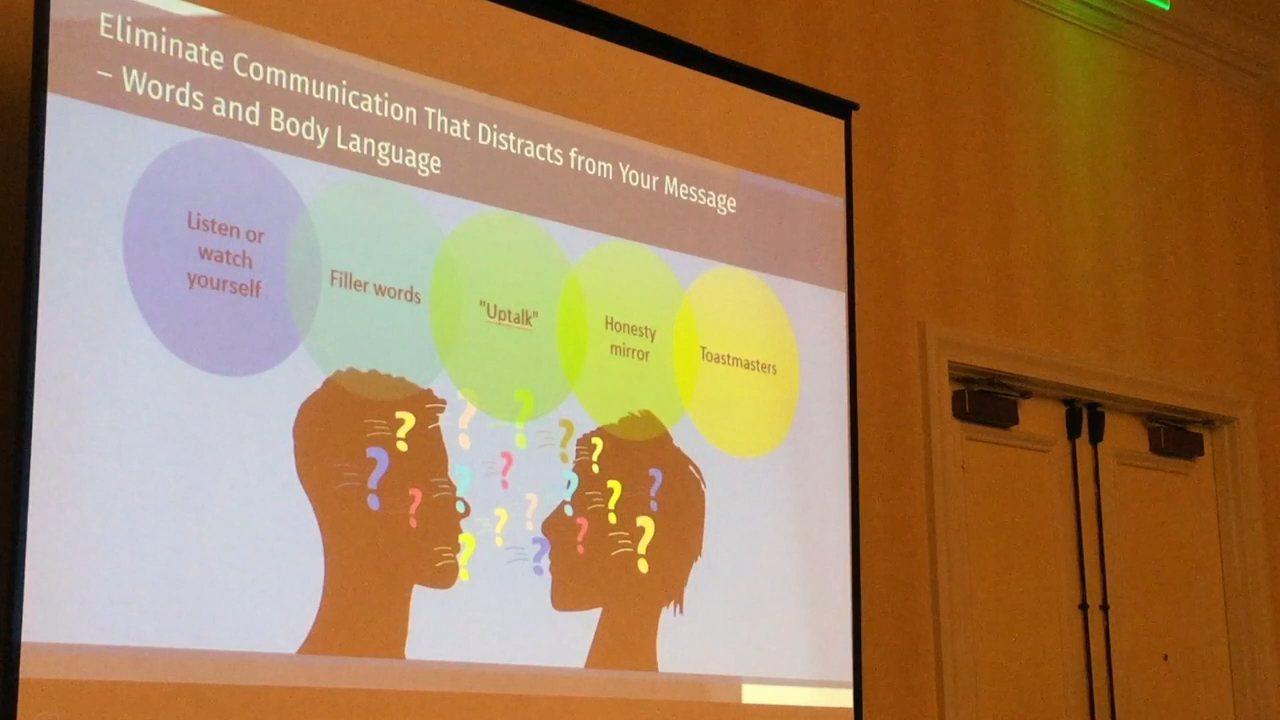 Eliminate Communication That Distracts from Your Message
– Words and Body Language
Listen or
watch
yourself
Filler words
"Uptalk"
Honesty
mirror
Toastmasters
? ? ? ? ? ? ? ? ? ? ? ? ? ? ? ? ? ? ? ?